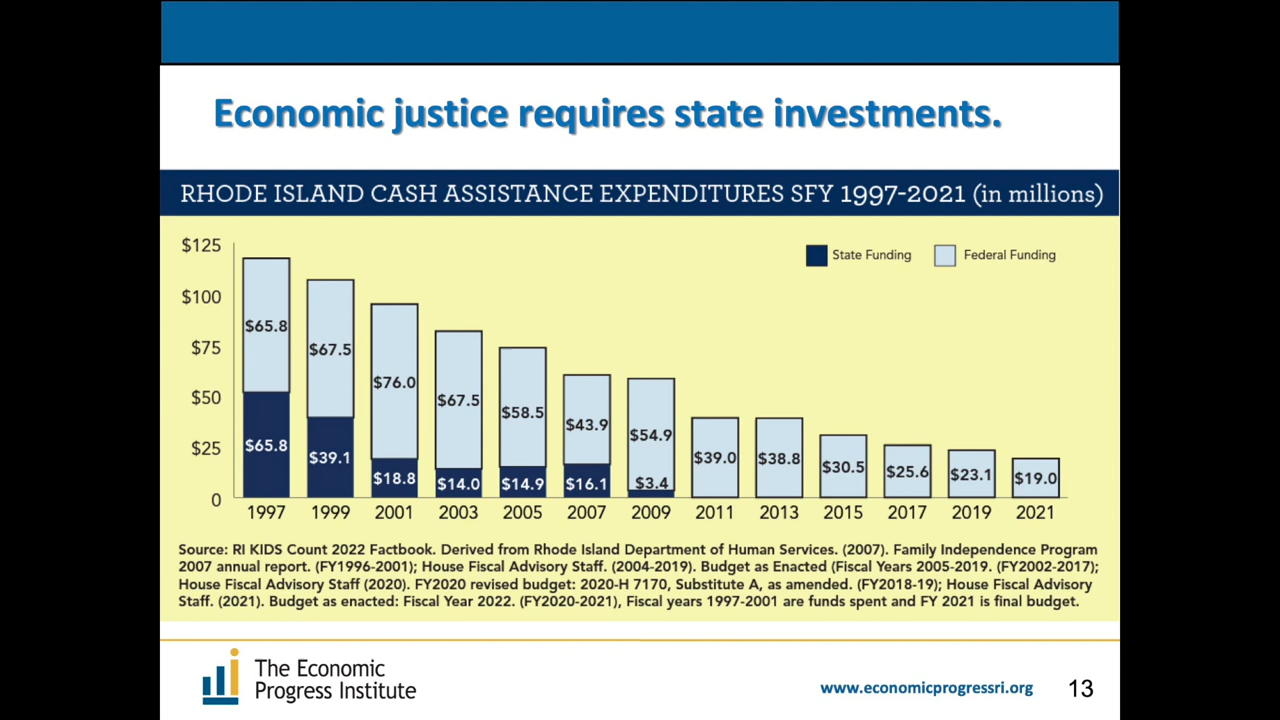 Economic justice requires state investments.
RHODE ISLAND CASH ASSISTANCE EXPENDITURES SFY 1997-2021 (in millions)
$125
$100
$75
$50
$25
0
State Funding
Federal Funding
$65.8
$67.5
$76.0
$67.5
$58.5
$43.9
$54.9
$39.0
$38.8
$30.5
$25.6
$23.1
$19.0
$65.8
$39.1
$18.8
$14.0
$14.9
$16.1
$3.4
1997 1999 2001 2003 2005 2007 2009 2011 2013 2015 2017 2019 2021
Source: RI KIDS Count 2022 Factbook. Derived from Rhode Island Department of Human Services. (2007). Family Independence Program
2007 annual report. (FY1996-2001); House Fiscal Advisory Staff. (2004-2019). Budget as Enacted (Fiscal Years 2005-2019. (FY2002-2017);
House Fiscal Advisory Staff (2020). FY2020 revised budget: 2020-H 7170, Substitute A, as amended. (FY2018-19); House Fiscal Advisory
Staff. (2021). Budget as enacted: Fiscal Year 2022. (FY2020-2021), Fiscal years 1997-2001 are funds spent and FY 2021 is final budget.
The Economic
Progress Institute
www.economicprogressri.org
13